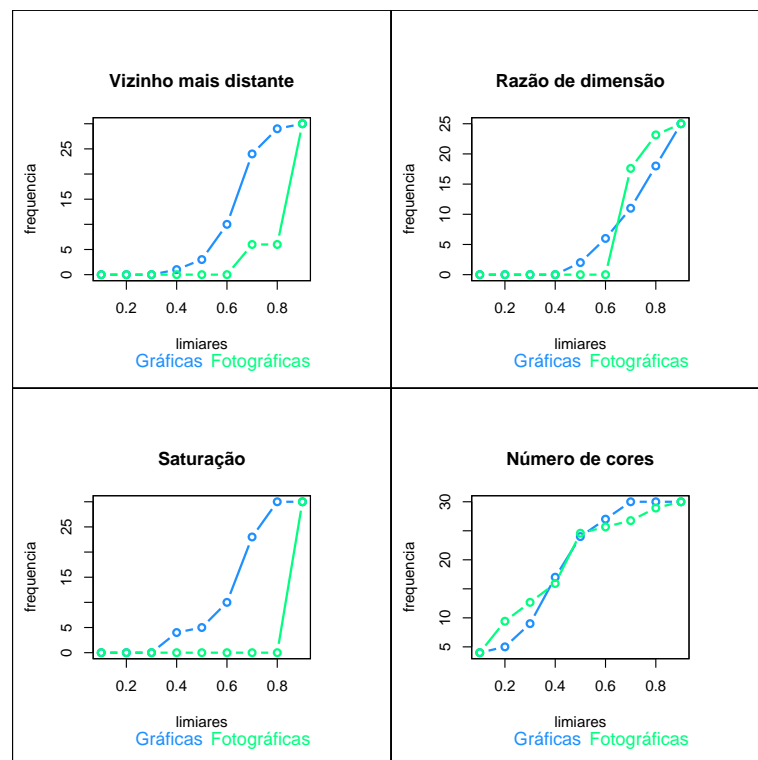 Vizinho mais distante
frequencia
25
15
5
0
0.2 0.4 0.6 0.8
limiares
Gráficas Fotográficas
Razão de dimensão
frequencia
25
20
15
10
5
0
0.2 0.4 0.6 0.8
limiares
Gráficas Fotográficas
Saturação
frequencia
25
15
5
0
0.2 0.4 0.6 0.8
limiares
Gráficas Fotográficas
Número de cores
frequencia
30
20
10
5
0.2 0.4 0.6 0.8
limiares
Gráficas Fotográficas